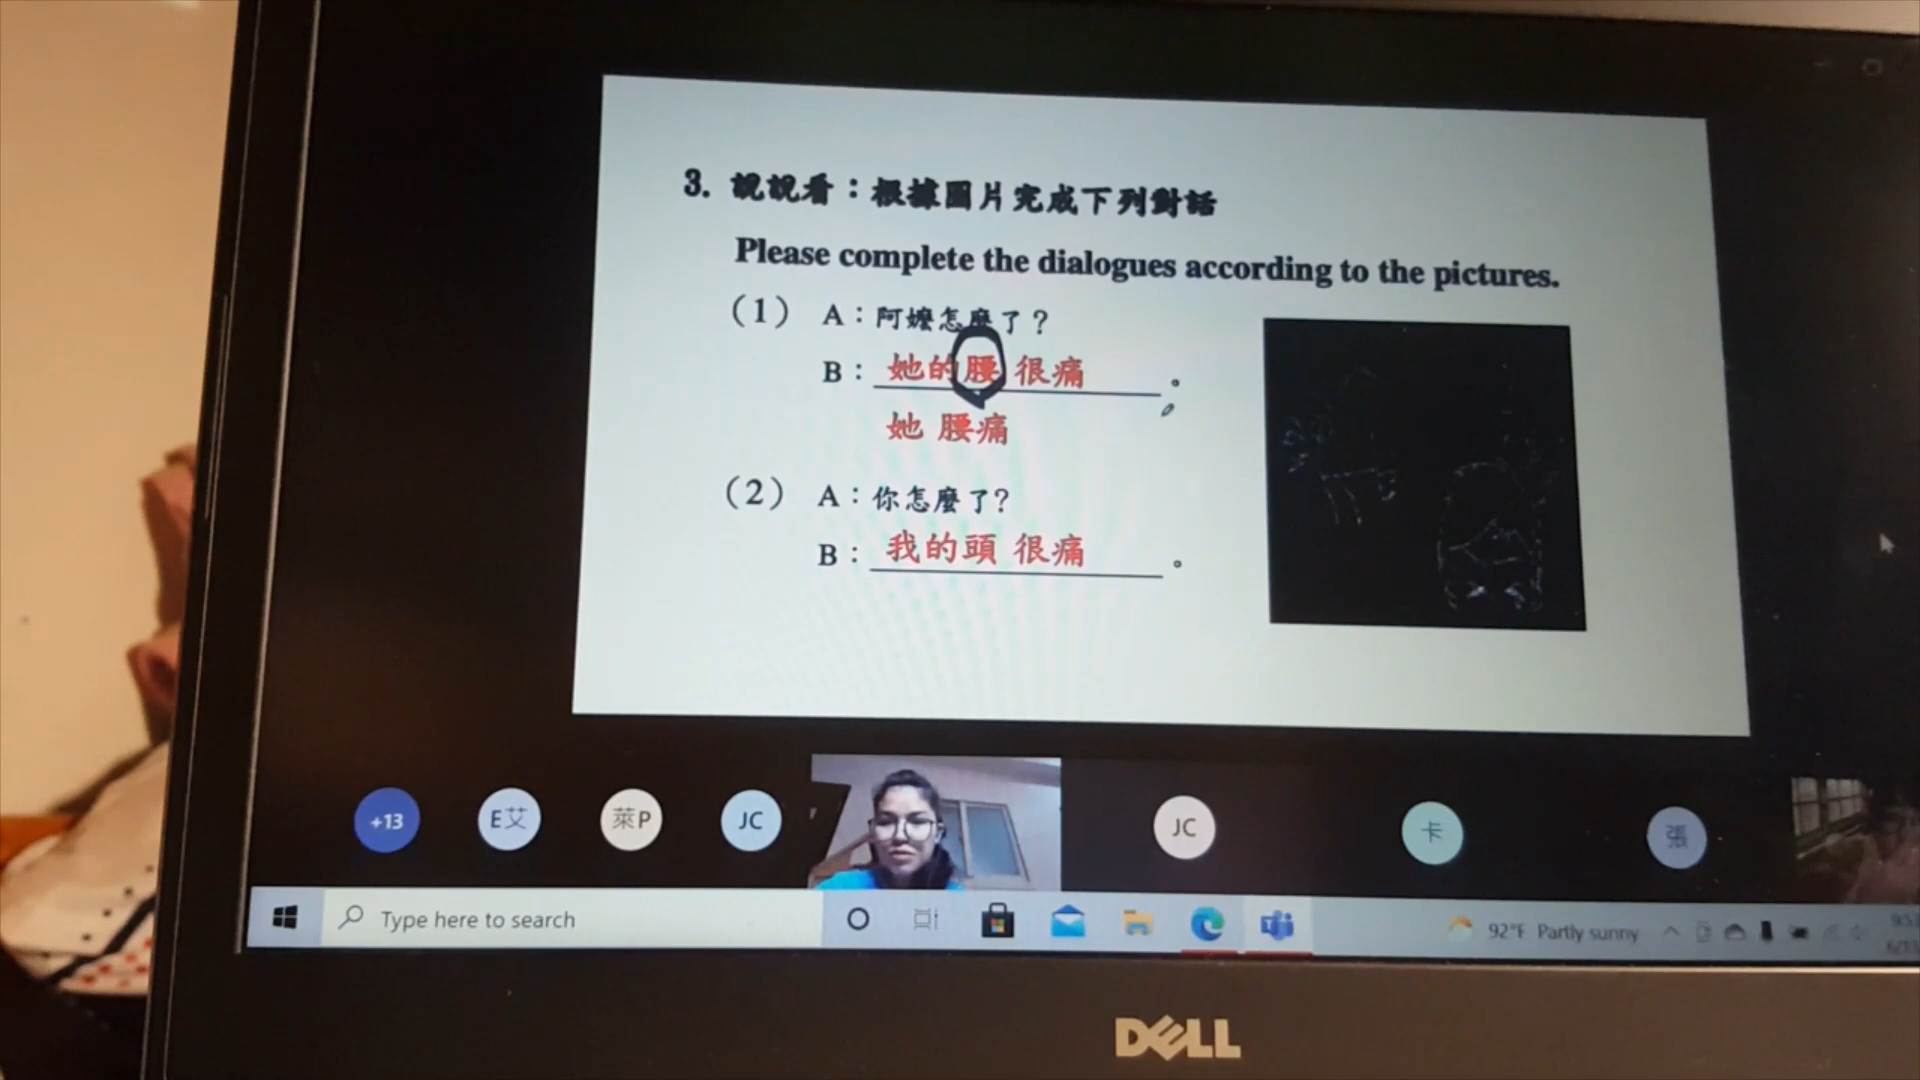 3. 說說看：根據圖片完成下列對話
Please complete the dialogues according to the pictures.
(1) A：阿嬤怎麼了？
B：她的腰 很痛。
她 腰痛
(2) A：你怎麼了?
B：我的頭 很痛。
+13
E艾
萊P
JC
JC
卡
張
Type here to search
92°F Partly sunny
DELL